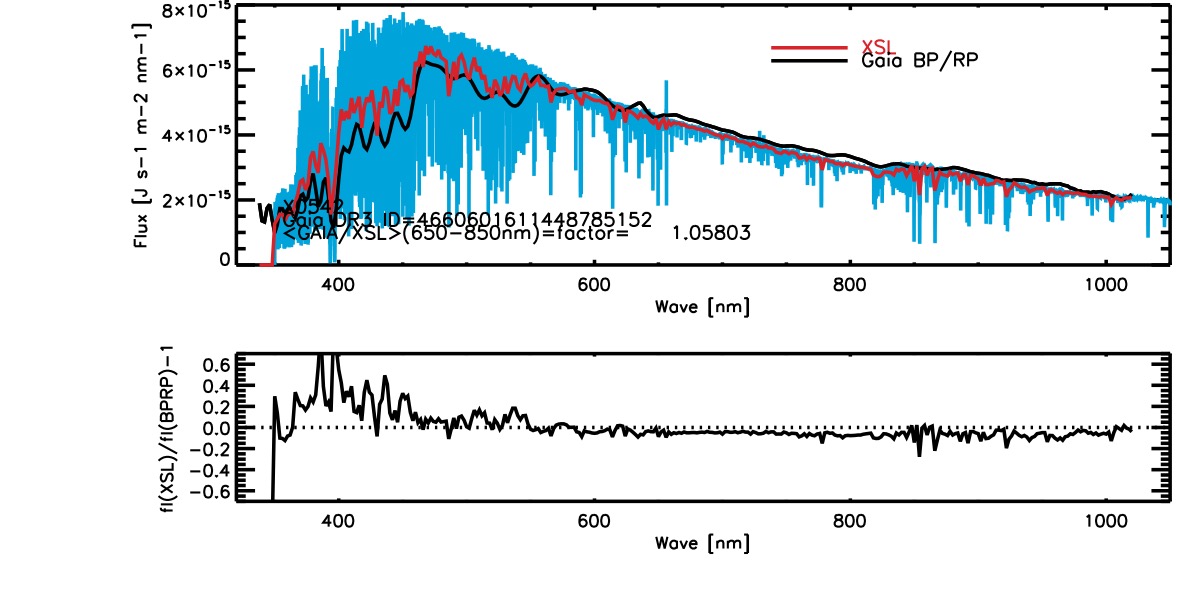 8×10⁻¹⁵
6×10⁻¹⁵
4×10⁻¹⁵
2×10⁻¹⁵
0
Flux [J s−1 m−2 nm−1]
XSL
Gaia BP/RP
X0542
Gaia DR3 ID=4660601611448785152
<GAIA/XSL>(650−850nm)=factor= 1.05803
400 600 800 1000
Wave [nm]
fl(XSL)/fl(BPRP)−1
0.6
0.4
0.2
0.0
−0.2
−0.4
−0.6
400 600 800 1000
Wave [nm]